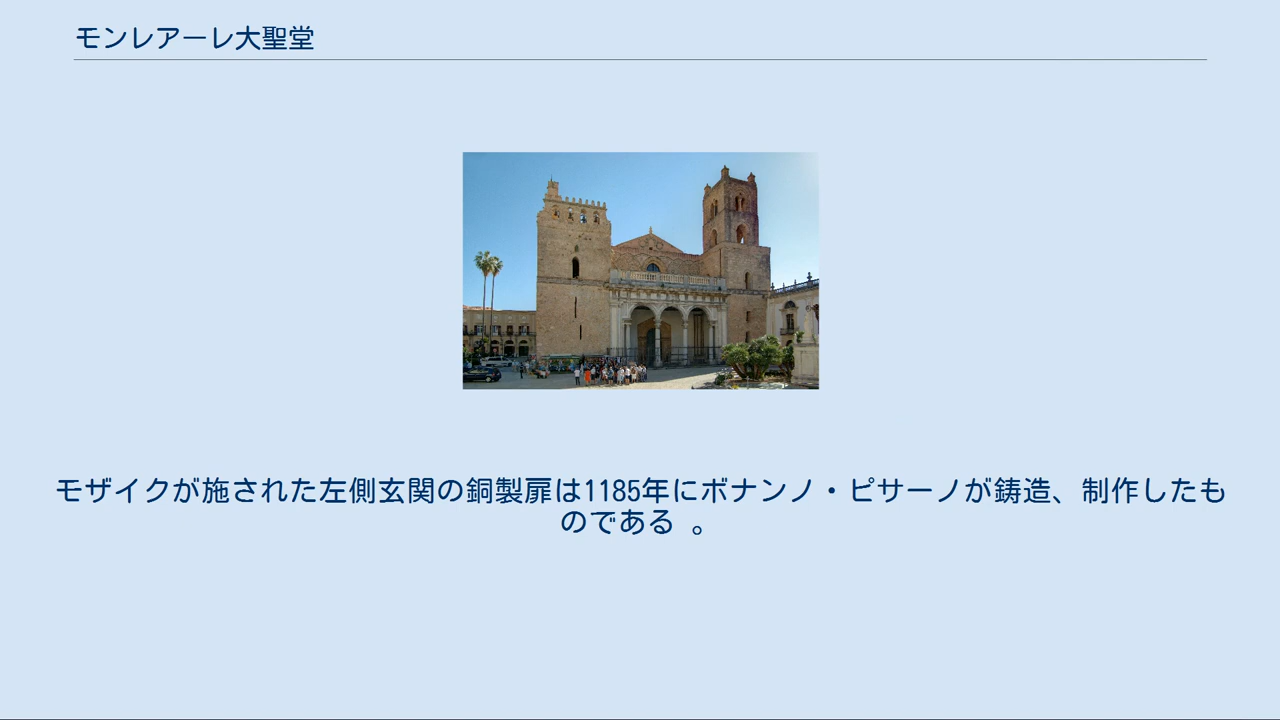 モンレアーレ大聖堂
モザイクが施された左側玄関の銅製扉は1185年にボナンノ・ピサーノが鋳造、制作したも
のである 。